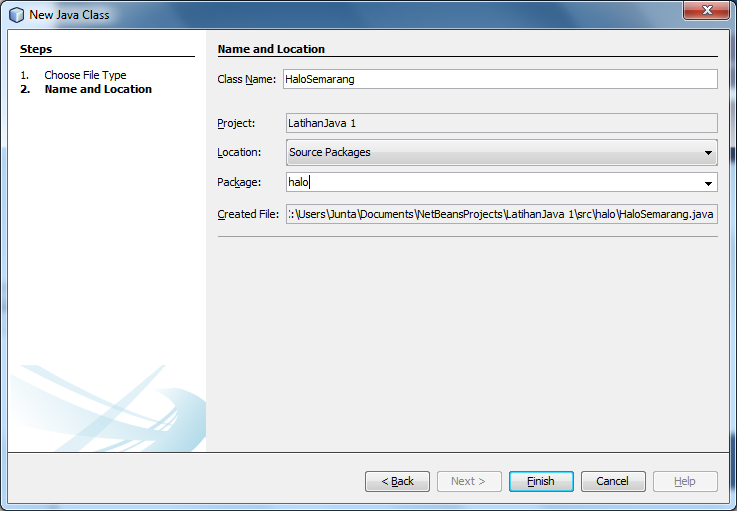 New Java Class
Steps
1. Choose File Type
2. Name and Location
Name and Location
Class Name: HaloSemarang
Project: LatihanJava 1
Location: Source Packages
Package: halo
Created File: :\Users\Junta\Documents\NetBeansProjects\LatihanJava 1\src\halo\HaloSemarang.java
< Back Next > Finish Cancel Help